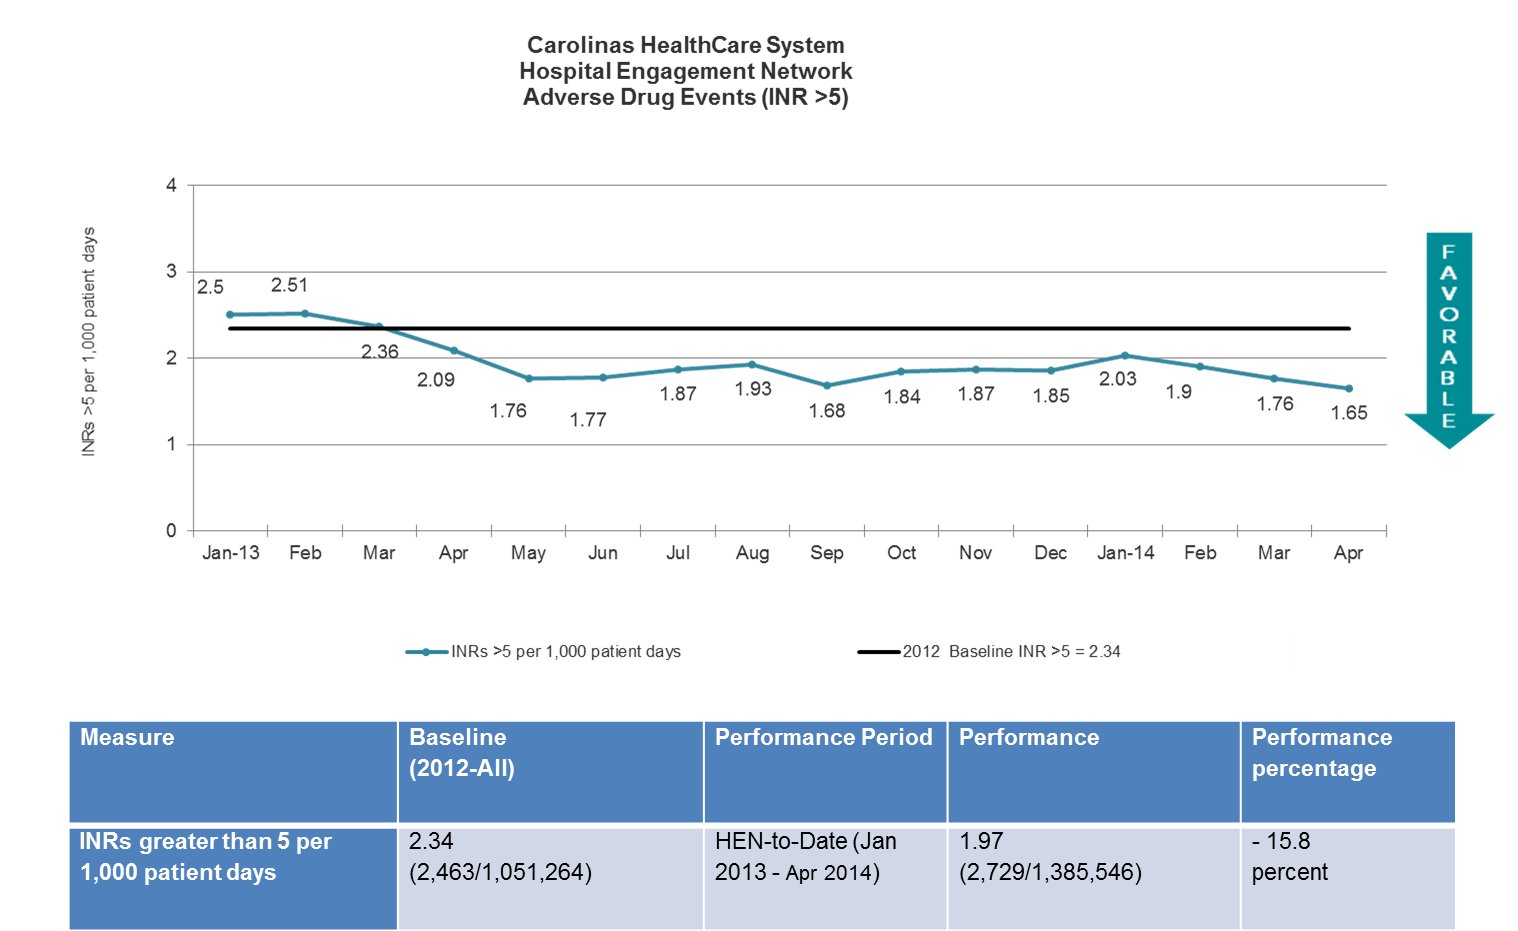 Carolinas HealthCare System
Hospital Engagement Network
Adverse Drug Events (INR >5)
INRs >5 per 1,000 patient days
4
3
2
1
0
2.5
2.51
2.36
2.09
1.76
1.77
1.87
1.93
1.68
1.84
1.87
1.85
2.03
1.9
1.76
1.65
Jan-13 Feb Mar Apr May Jun Jul Aug Sep Oct Nov Dec Jan-14 Feb Mar Apr
FAVORABLE
INRs >5 per 1,000 patient days
2012 Baseline INR >5 = 2.34
Measure
Baseline
(2012-All)
Performance Period
Performance
Performance
percentage
INRs greater than 5 per
1,000 patient days
2.34
(2,463/1,051,264)
HEN-to-Date (Jan
2013 - Apr 2014)
1.97
(2,729/1,385,546)
- 15.8
percent